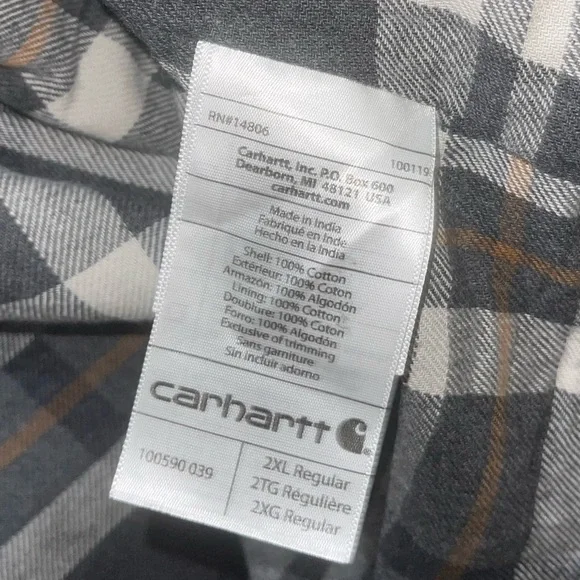 RN#14806
100119
Carhartt, Inc. P.O. Box 600
Dearborn, MI 48121 USA
carhartt.com
Made in India
Fabriqué en Inde
Hecho en la India
Shell: 100% Cotton
Extérieur: 100% Coton
Armazón: 100% Algodón
Lining: 100% Cotton
Doublure: 100% Coton
Forro: 100% Algodón
Exclusive of trimming
Sans garniture
Sin incluir adorno
carhartt
100590 039
2XL Regular
2TG Régulière
2XG Regular